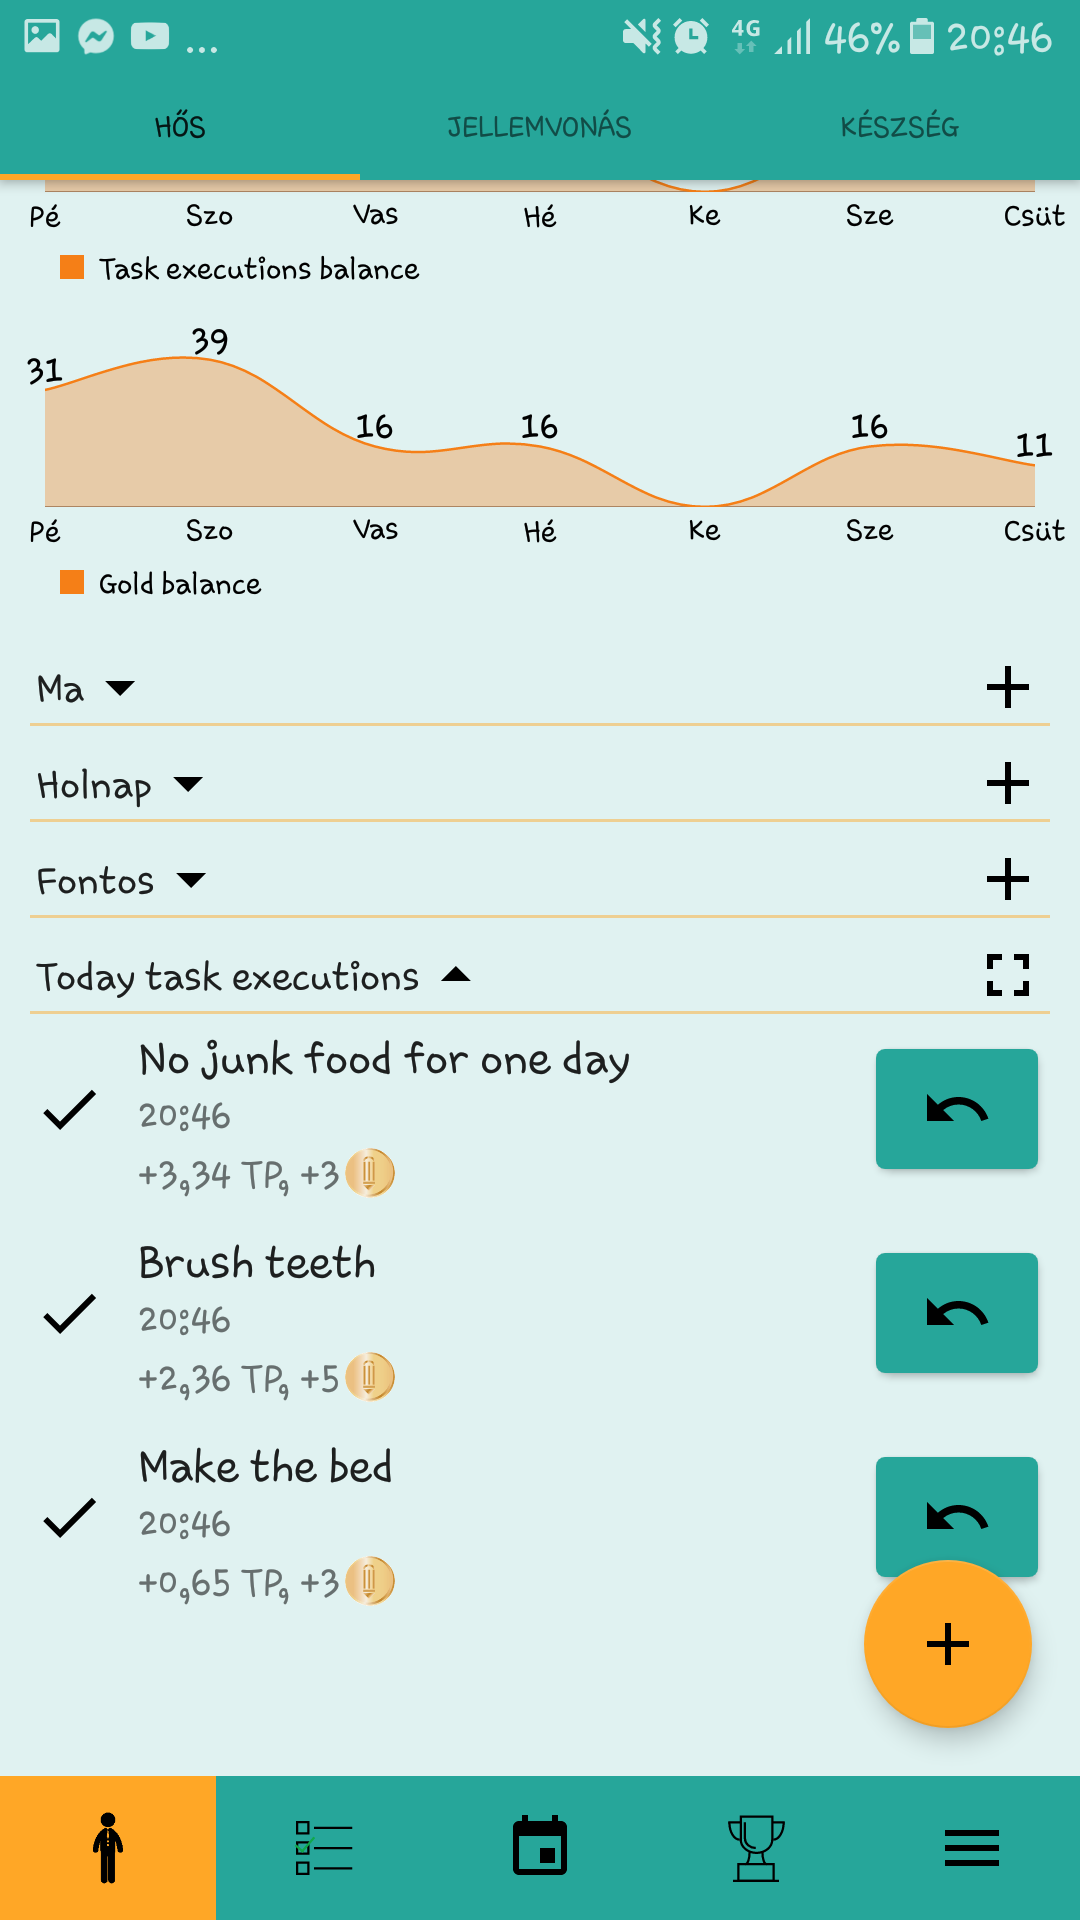 4G 46% 20:46
HŐS JELLEMVONÁS KÉSZSÉG
Pé Szo Vas Hé Ke Sze Csüt
Task executions balance
31 39 16 16 16 11
Pé Szo Vas Hé Ke Sze Csüt
Gold balance
Ma
Holnap
Fontos
Today task executions
No junk food for one day
20:46
+3,34 TP, +3
Brush teeth
20:46
+2,36 TP, +5
Make the bed
20:46
+0,65 TP, +3